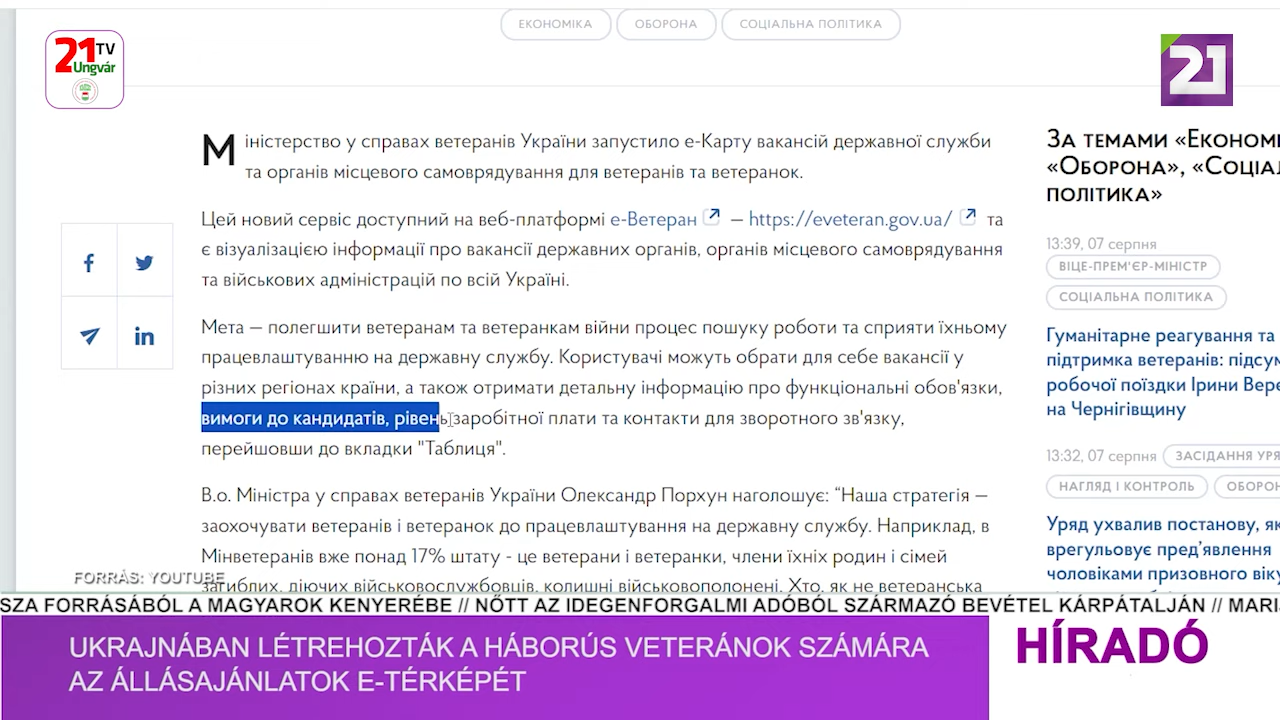 ЕКОНОМІКА
ОБОРОНА
СОЦІАЛЬНА ПОЛІТИКА
21 TV
Ungvár
21
Міністерство у справах ветеранів України запустило е-Карту вакансій державної служби
та органів місцевого самоврядування для ветеранів та ветеранок.
Цей новий сервіс доступний на веб-платформі е-Ветеран – https://eveteran.gov.ua/ та
є візуалізацією інформації про вакансії державних органів, органів місцевого самоврядування
та військових адміністрацій по всій Україні.
Мета – полегшити ветеранам та ветеранкам війни процес пошуку роботи та сприяти їхньому
працевлаштуванню на державну службу. Користувачі можуть обрати для себе вакансії у
різних регіонах країни, а також отримати детальну інформацію про функціональні обов'язки,
вимоги до кандидатів, рівень заробітної плати та контакти для зворотного зв'язку,
перейшовши до вкладки "Таблиця".
В.о. Міністра у справах ветеранів України Олександр Порхун наголошує: “Наша стратегія –
заохочувати ветеранів і ветеранок до працевлаштування на державну службу. Наприклад, в
Мінветеранів вже понад 17% штату - це ветерани і ветеранки, члени їхніх родин і сімей
загиблих, діючих військовослужбовців, колишні військовополонені. Хто, як не ветеранська
За темами «Економі
«Оборона», «Соціал
політика»
13:39, 07 серпня
ВІЦЕ-ПРЕМ'ЄР-МІНІСТР
СОЦІАЛЬНА ПОЛІТИКА
Гуманітарне реагування та
підтримка ветеранів: підсум
робочої поїздки Ірини Вере
на Чернігівщину
13:32, 07 серпня
ЗАСІДАННЯ УРЯ
НАГЛЯД І КОНТРОЛЬ
ОБОРОН
Уряд ухвалив постанову, як
врегульовує пред’явлення
чоловіками призовного віку
FORRÁS: YOUTUBE
SZA FORRÁSÁBÓL A MAGYAROK KENYERÉBE // NŐTT AZ IDEGENFORGALMI ADÓBÓL SZÁRMAZÓ BEVÉTEL KÁRPÁTALJÁN // MARI
UKRAJNÁBAN LÉTREHOZTÁK A HÁBORÚS VETERÁNOK SZÁMÁRA
AZ ÁLLÁSAJÁNLATOK E-TÉRKÉPÉT
HÍRADÓ